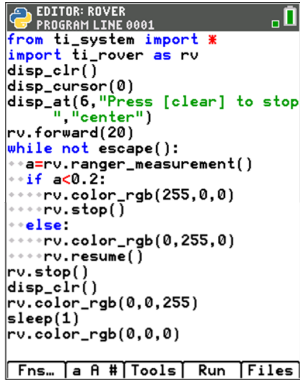 EDITOR: ROVER
PROGRAM LINE 0001
from ti_system import *
import ti_rover as rv
disp_clr()
disp_cursor(0)
disp_at(6,"Press [clear] to stop
","center")
rv.forward(20)
while not escape():
◆◆a=rv.ranger_measurement()
◆◆if a<0.2:
◆◆◆◆rv.color_rgb(255,0,0)
◆◆◆◆rv.stop()
◆◆else:
◆◆◆◆rv.color_rgb(0,255,0)
◆◆◆◆rv.resume()
rv.stop()
disp_clr()
rv.color_rgb(0,0,255)
sleep(1)
rv.color_rgb(0,0,0)
Fns… a A # Tools Run Files